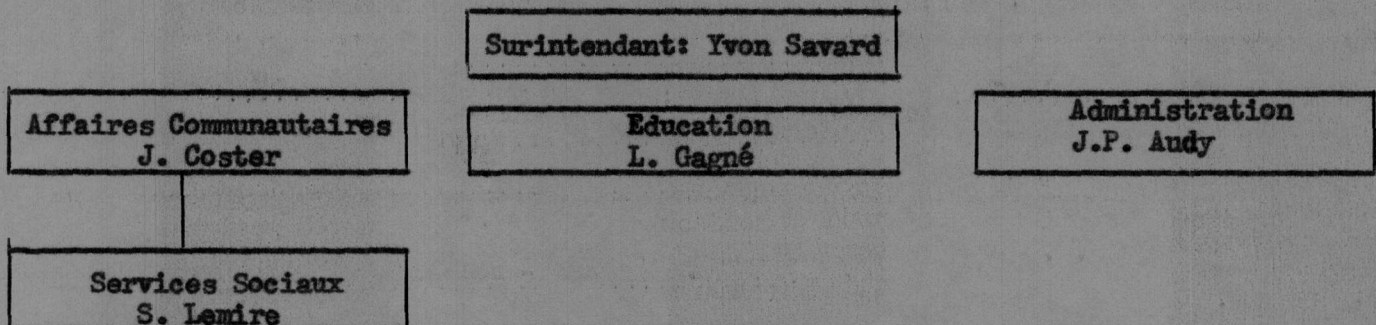 Surintendant: Yvon Savard
Affaires Communautaires
J. Coster
Education
L. Gagné
Administration
J.P. Audy
Services Sociaux
S. Lemire